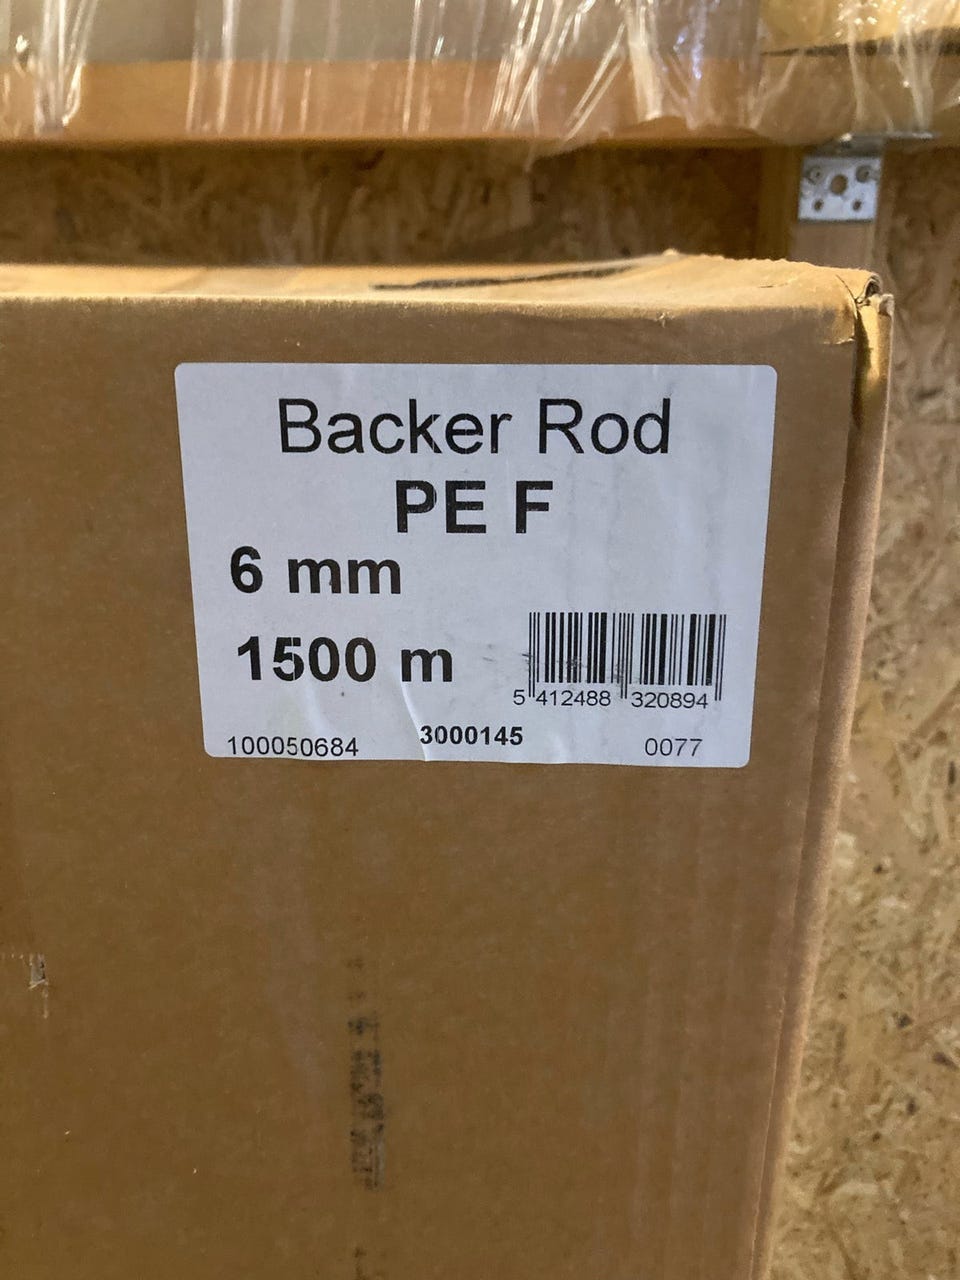 Backer Rod
PE F
6 mm
1500 m
5 412488 320894
100050684
3000145
0077